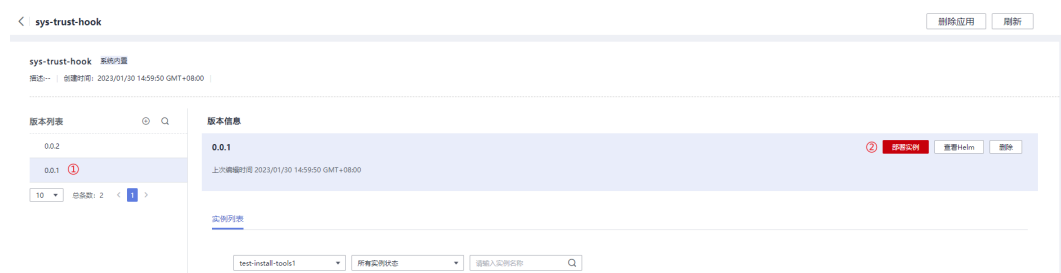 sys-trust-hook
删除应用 刷新
sys-trust-hook 系统内置
描述:-- 创建时间: 2023/01/30 14:59:50 GMT+08:00
版本列表
版本信息
0.0.2
0.0.1
① 0.0.1
② 部署实例 查看Helm 删除
上次编辑时间 2023/01/30 14:59:50 GMT+08:00
10 总条数: 2 < 1 >
实例列表
test-install-tools1 所有实例状态 请输入实例名称